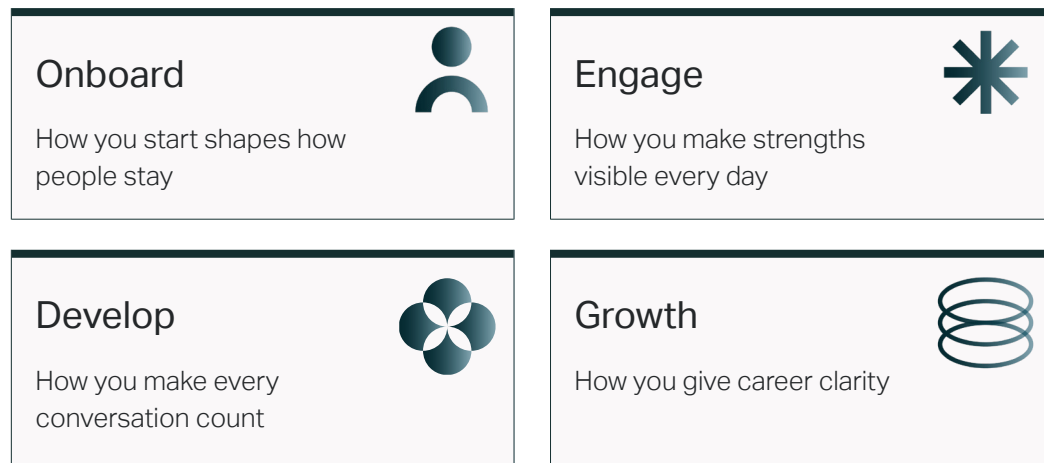 Onboard
How you start shapes how
people stay
Engage
How you make strengths
visible every day
Develop
How you make every
conversation count
Growth
How you give career clarity